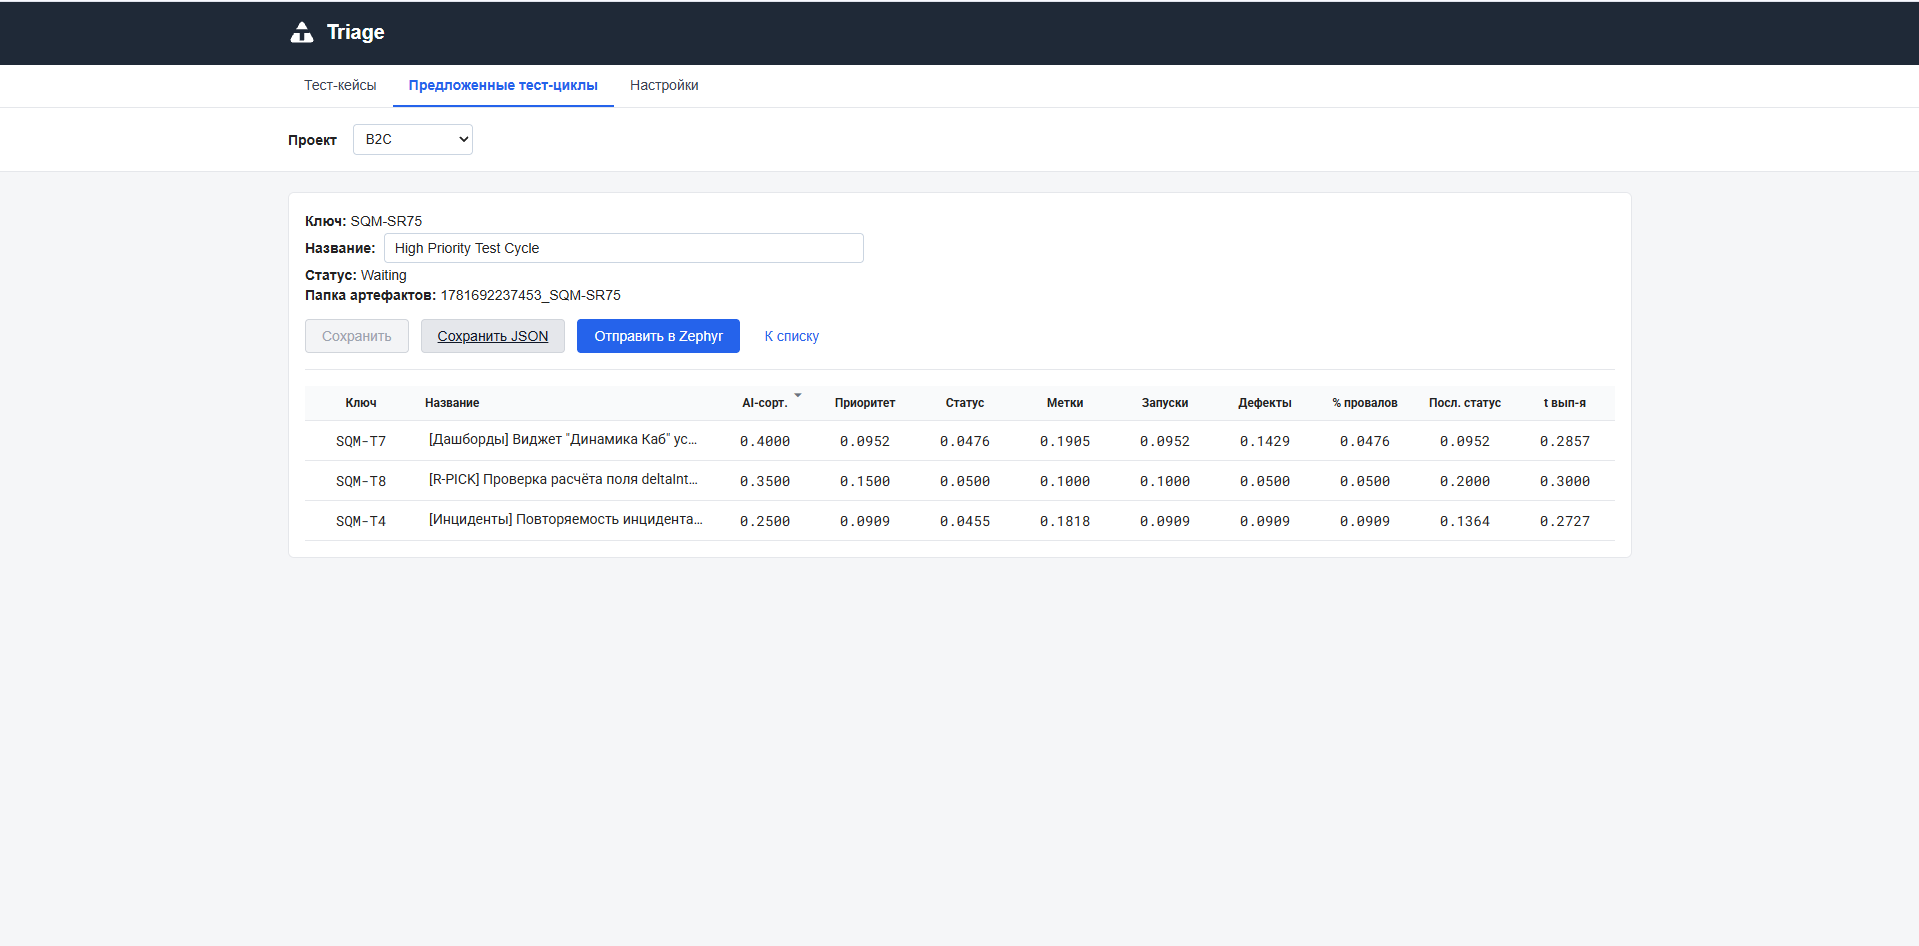 Triage
Тест-кейсы Предложенные тест-циклы Настройки
Проект B2C
Ключ: SQM-SR75
Название: High Priority Test Cycle
Статус: Waiting
Папка артефактов: 1781692237453_SQM-SR75
Сохранить Сохранить JSON Отправить в Zephyr К списку
Ключ Название AI-сорт. Приоритет Статус Метки Запуски Дефекты % провалов Посл. статус t вып-я
SQM-T7 [Дашборды] Виджет "Динамика Каб" ус... 0.4000 0.0952 0.0476 0.1905 0.0952 0.1429 0.0476 0.0952 0.2857
SQM-T8 [R-PICK] Проверка расчёта поля deltaInt... 0.3500 0.1500 0.0500 0.1000 0.1000 0.0500 0.0500 0.2000 0.3000
SQM-T4 [Инциденты] Повторяемость инцидента... 0.2500 0.0909 0.0455 0.1818 0.0909 0.0909 0.0909 0.1364 0.2727